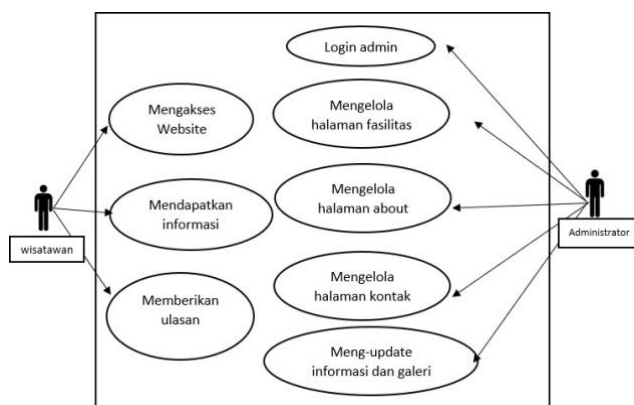 Login admin
Mengakses
Website
Mengelola
halaman fasilitas
Mendapatkan
informasi
Mengelola
halaman about
wisatawan
Administrator
Memberikan
ulasan
Mengelola
halaman kontak
Meng-update
informasi dan galeri